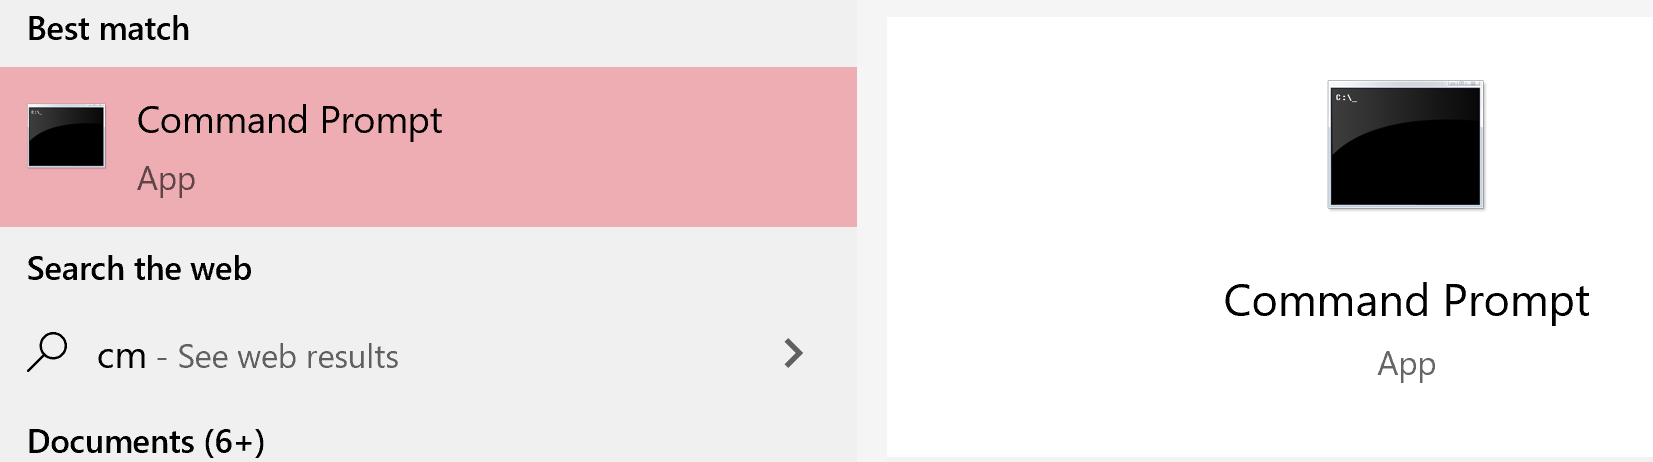 Best match
Command Prompt
App
Search the web
cm - See web results
Documents (6+)
C:\_
C:\_
Command Prompt
App